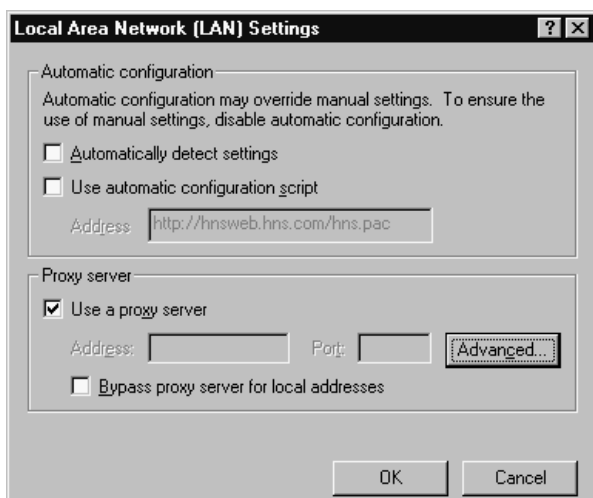 Local Area Network (LAN) Settings ? X
Automatic configuration
Automatic configuration may override manual settings. To ensure the
use of manual settings, disable automatic configuration.
Automatically detect settings
Use automatic configuration script
Address http://hnsweb.hns.com/hns.pac
Proxy server
Use a proxy server
Address: Port: Advanced...
Bypass proxy server for local addresses
OK Cancel